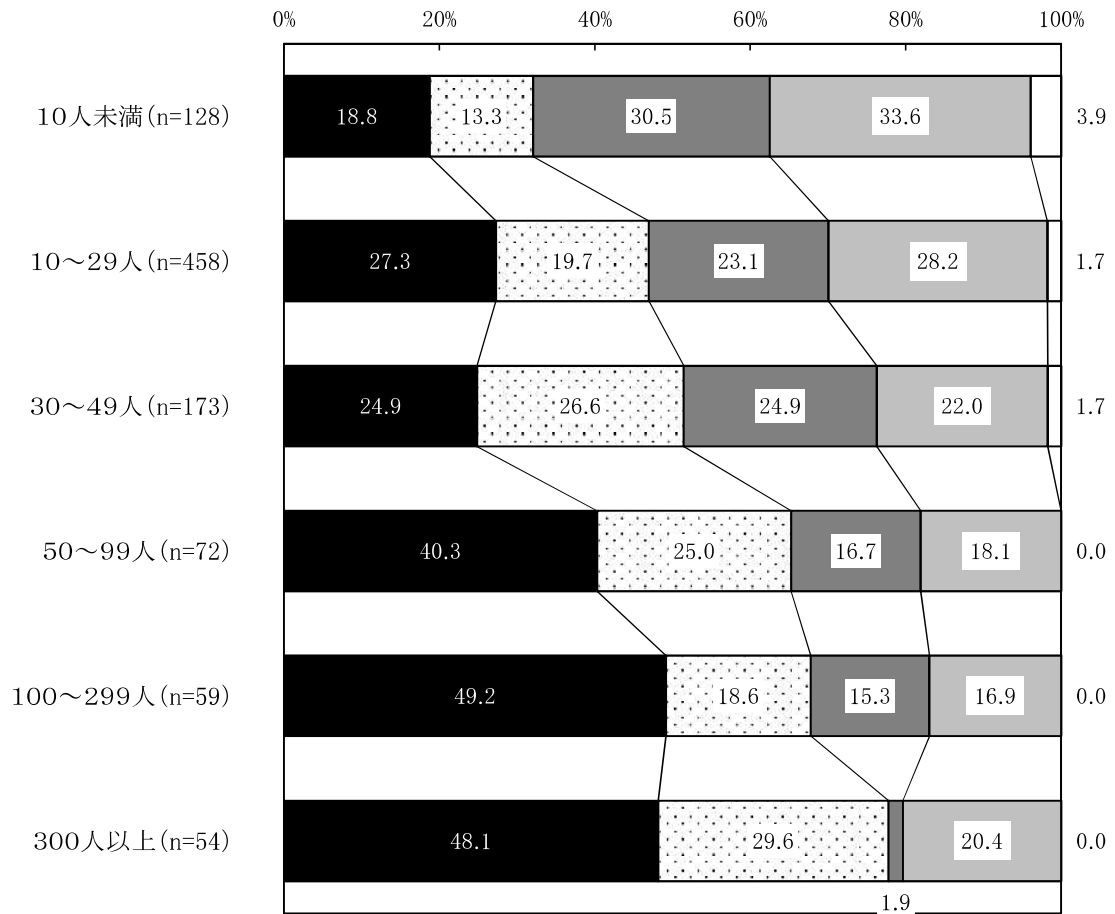 0% 20% 40% 60% 80% 100%
10人未満(n=128) 18.8 13.3 30.5 33.6 3.9
10～29人(n=458) 27.3 19.7 23.1 28.2 1.7
30～49人(n=173) 24.9 26.6 24.9 22.0 1.7
50～99人(n=72) 40.3 25.0 16.7 18.1 0.0
100～299人(n=59) 49.2 18.6 15.3 16.9 0.0
300人以上(n=54) 48.1 29.6 20.4 0.0
1.9